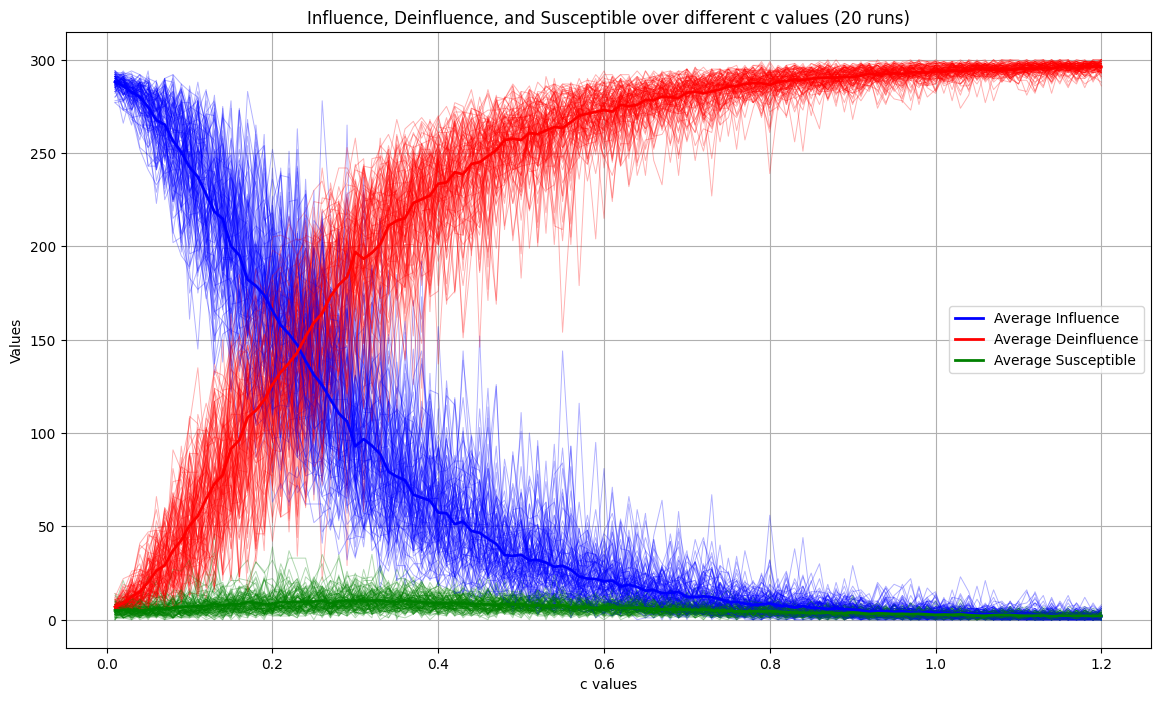 Influence, Deinfluence, and Susceptible over different c values (20 runs)
300
250
200
150
100
50
0
Values
Average Influence
Average Deinfluence
Average Susceptible
0.0 0.2 0.4 0.6 0.8 1.0 1.2
c values